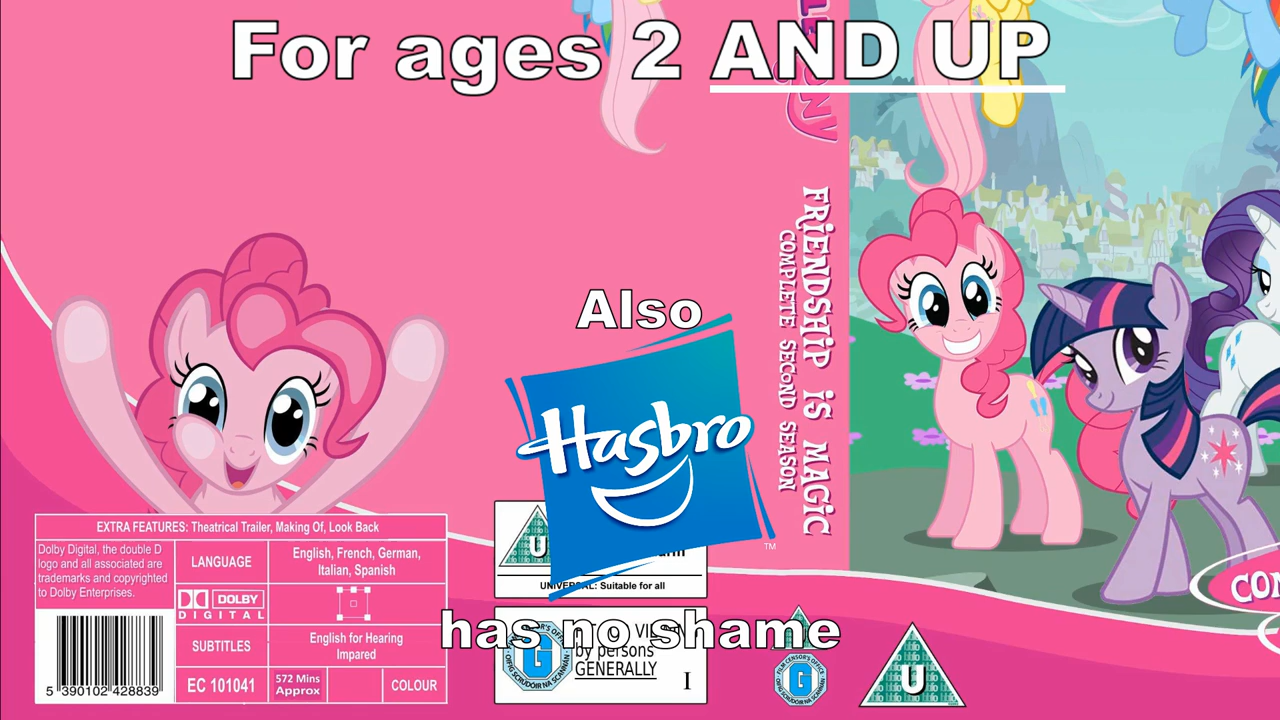 For ages 2 AND UP
FRiENDSHiP iS MAGiC
COMPLETE SECOND SEASON
Also
Hasbro
TM
has no shame
EXTRA FEATURES: Theatrical Trailer, Making Of, Look Back
Dolby Digital, the double D
logo and all associated are
trademarks and copyrighted
to Dolby Enterprises.
LANGUAGE
English, French, German,
Italian, Spanish
DOLBY
DIGITAL
SUBTITLES
English for Hearing
Impaired
EC 101041
572 Mins
Approx
COLOUR
5 390102 428839
U
Suitable for all
G
by persons
GENERALLY
I
G
U